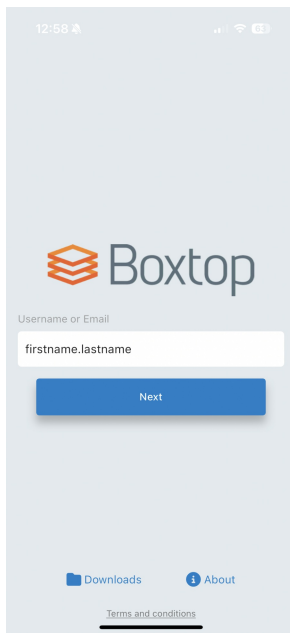 12:58
Boxtop
Username or Email
firstname.lastname
Next
Downloads
About
Terms and conditions